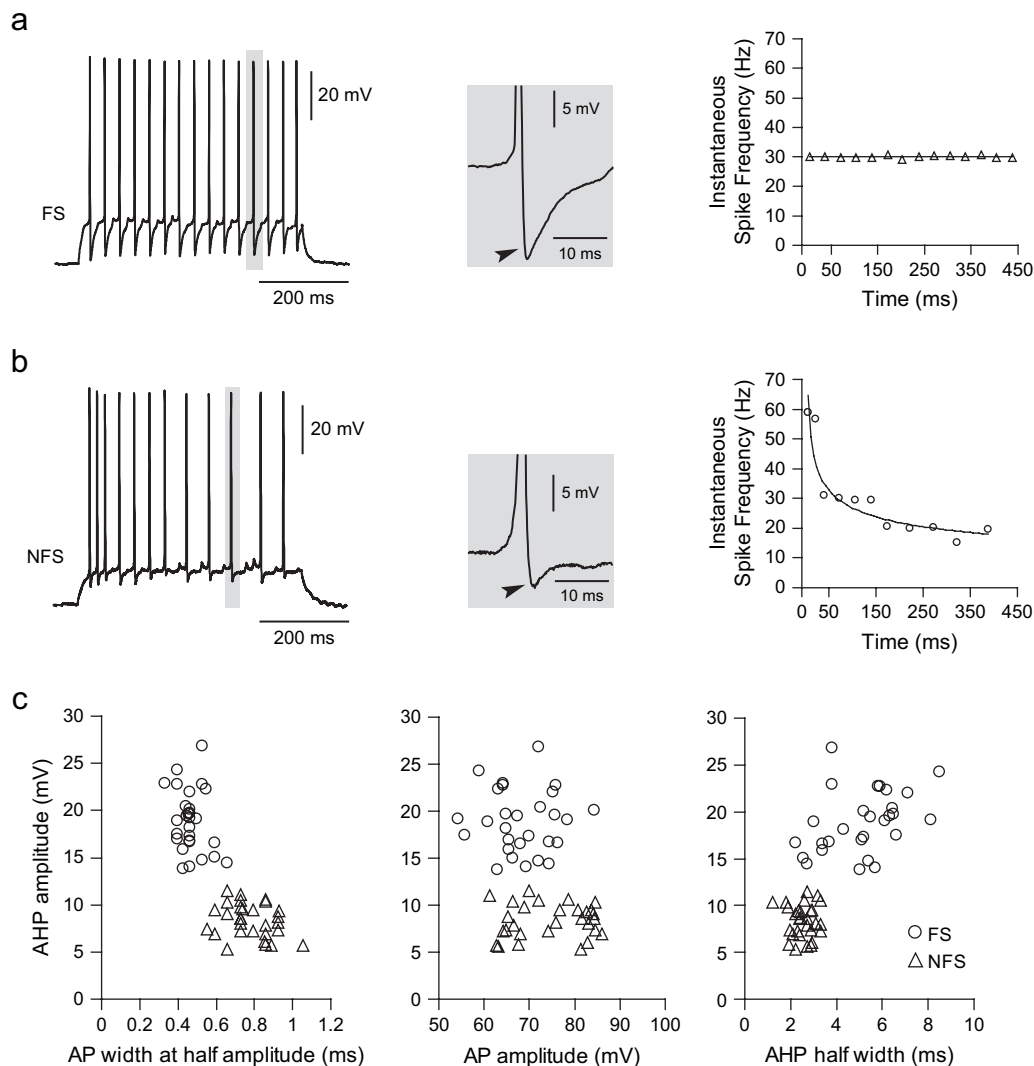 a
FS
20 mV
200 ms
5 mV
10 ms
Instantaneous
Spike Frequency (Hz)
70
60
50
40
30
20
10
0
0 50 150 250 350 450
Time (ms)
b
NFS
20 mV
200 ms
5 mV
10 ms
Instantaneous
Spike Frequency (Hz)
70
60
50
40
30
20
10
0
0 50 150 250 350 450
Time (ms)
c
AHP amplitude (mV)
30
25
20
15
10
5
0
0 0.2 0.4 0.6 0.8 1 1.2
AP width at half amplitude (ms)
30
25
20
15
10
5
0
50 60 70 80 90 100
AP amplitude (mV)
30
25
20
15
10
5
0
0 2 4 6 8 10
AHP half width (ms)
FS
NFS